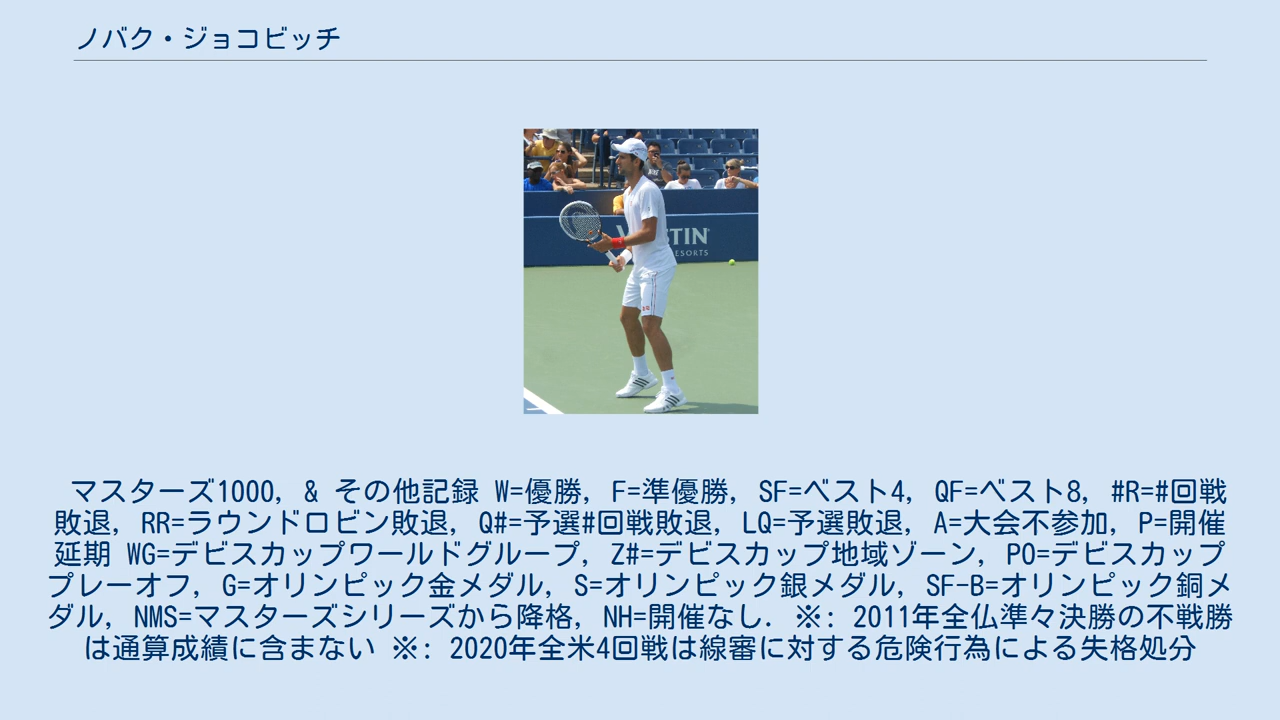 ノバク・ジョコビッチ
W STIN
ESORTS
マスターズ1000, & その他記録 W=優勝, F=準優勝, SF=ベスト4, QF=ベスト8, #R=#回戦
敗退, RR=ラウンドロビン敗退, Q#=予選#回戦敗退, LQ=予選敗退, A=大会不参加, P=開催
延期 WG=デビスカップワールドグループ, Z#=デビスカップ地域ゾーン, PO=デビスカップ
プレーオフ, G=オリンピック金メダル, S=オリンピック銀メダル, SF-B=オリンピック銅メ
ダル, NMS=マスターズシリーズから降格, NH=開催なし. ※: 2011年全仏準々決勝の不戦勝
は通算成績に含まない ※: 2020年全米4回戦は線審に対する危険行為による失格処分